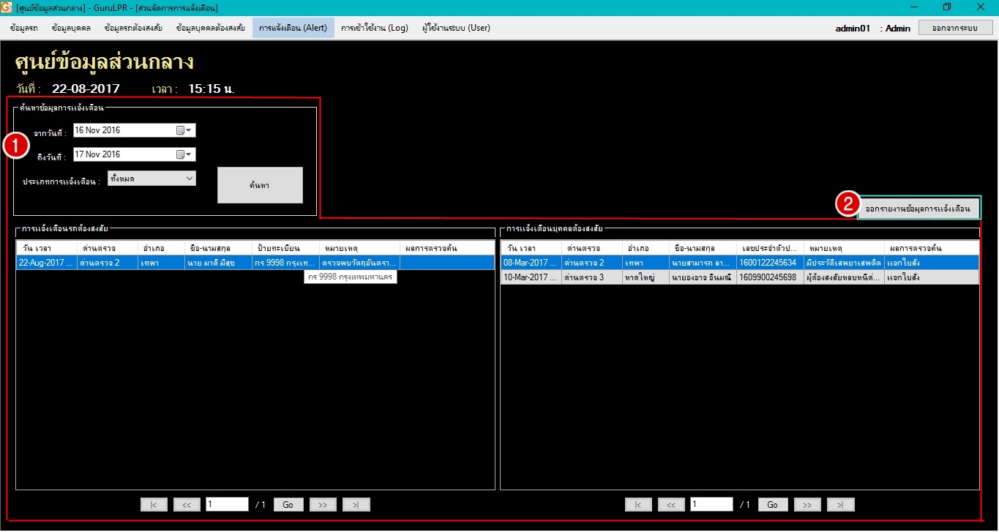 [ศูนย์ข้อมูลส่วนกลาง] - GuruLPR - [ส่วนจัดการการแจ้งเตือน]
ข้อมูลรถ ข้อมูลบุคคล ข้อมูลรถต้องสงสัย ข้อมูลบุคคลต้องสงสัย การแจ้งเตือน (Alert) การเข้าใช้งาน (Log) ผู้ใช้งานระบบ (User) admin01 : Admin ออกจากระบบ
ศูนย์ข้อมูลส่วนกลาง
วันที่ : 22-08-2017 เวลา : 15:15 น.
ค้นหาข้อมูลการแจ้งเตือน
จากวันที่ : 16 Nov 2016
1
ถึงวันที่ : 17 Nov 2016
ประเภทการแจ้งเตือน : ทั้งหมด ค้นหา
2 ออกรายงานข้อมูลการแจ้งเตือน
การแจ้งเตือนรถต้องสงสัย
วัน เวลา ด่านตรวจ อำเภอ ชื่อ-นามสกุล ป้ายทะเบียน หมายเหตุ ผลการตรวจค้น
22-Aug-2017 ... ด่านตรวจ 2 เทพา นาย มาดี มีสุข กร 9998 กรุงเท... ตรวจพบวัตถุอันตรา...
กร 9998 กรุงเทพมหานคร
การแจ้งเตือนบุคคลต้องสงสัย
วัน เวลา ด่านตรวจ อำเภอ ชื่อ-นามสกุล เลขประจำตัวป... หมายเหตุ ผลการตรวจค้น
08-Mar-2017 ... ด่านตรวจ 2 เทพา นายสามารถ ลา... 1600122245634 มีประวัติเสพยาเสพติด แจกใบสั่ง
10-Mar-2017 ... ด่านตรวจ 3 หาดใหญ่ นายองอาจ อินมณี 1609900245698 ผู้ต้องสงสัยหลบหนีด่... แจกใบสั่ง
|< << 1 / 1 Go >> >|
|< << 1 / 1 Go >> >|